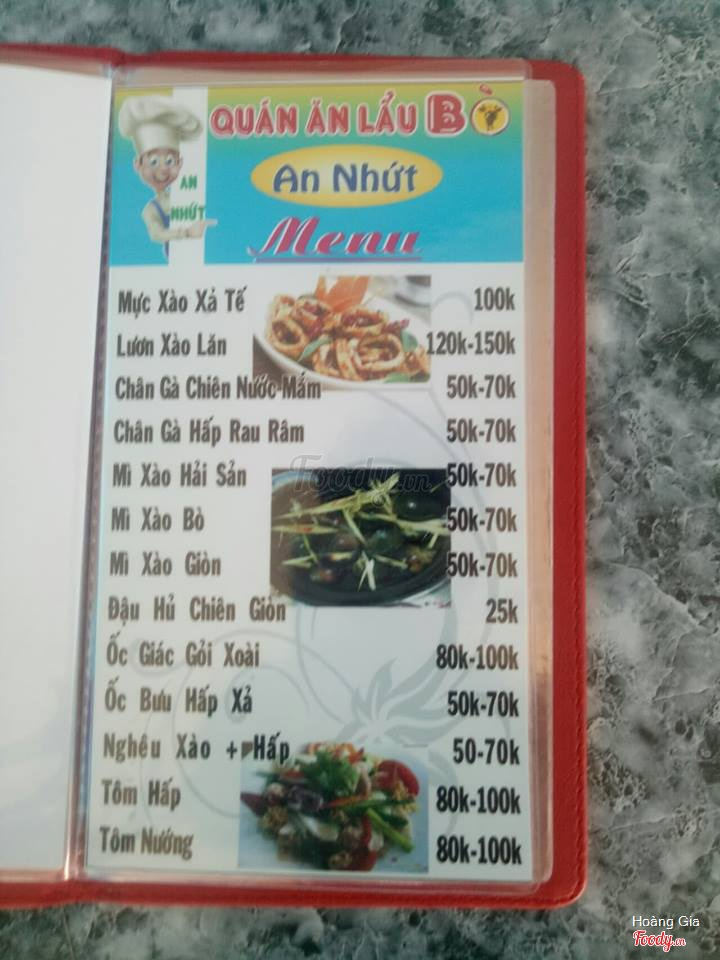 QUÁN ĂN LẨU BÒ
An Nhứt
AN
NHỨT
Menu
Mực Xào Xả Tế 100k
Lươn Xào Lăn 120k-150k
Chân Gà Chiên Nước Mắm 50k-70k
Chân Gà Hấp Rau Râm 50k-70k
Mì Xào Hải Sản 50k-70k
Foody.vn
Mì Xào Bò 50k-70k
Mì Xào Giòn 50k-70k
Đậu Hủ Chiên Giòn 25k
Ốc Giác Gỏi Xoài 80k-100k
Ốc Bưu Hấp Xả 50k-70k
Nghêu Xào + Hấp 50-70k
Tôm Hấp 80k-100k
Tôm Nướng 80k-100k
Hoàng Gia
Foody.vn